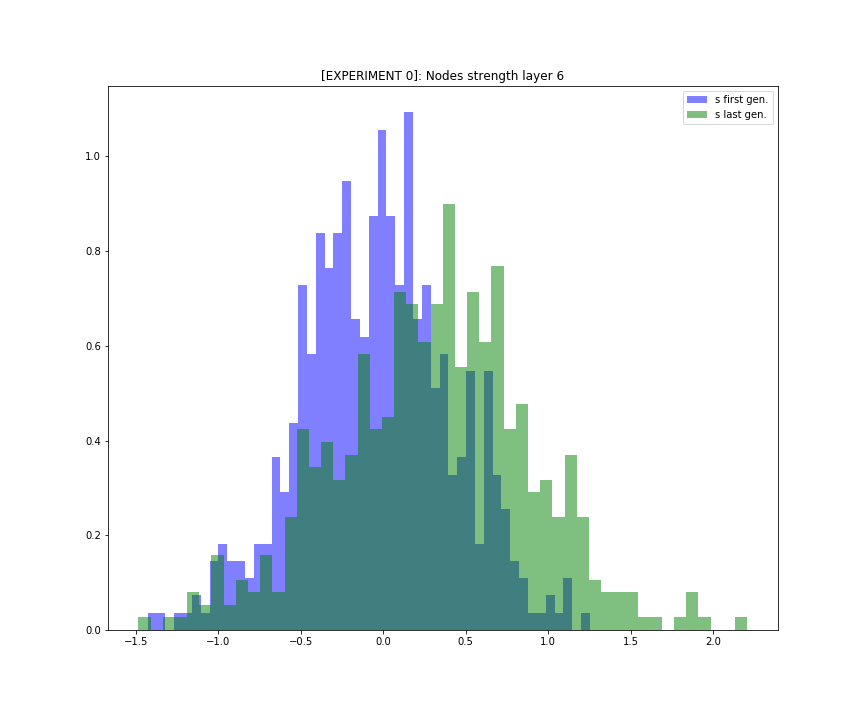 [EXPERIMENT 0]: Nodes strength layer 6
s first gen.
s last gen.
1.0
0.8
0.6
0.4
0.2
0.0
−1.5 −1.0 −0.5 0.0 0.5 1.0 1.5 2.0